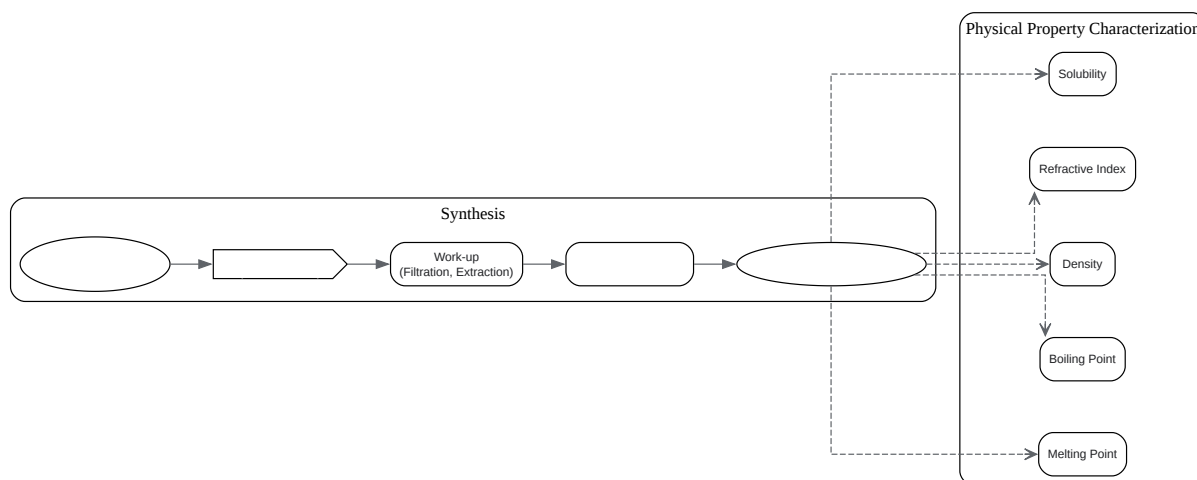 Physical Property Characterization
Solubility
Refractive Index
Synthesis
Work-up
(Filtration, Extraction)
Density
Boiling Point
Melting Point